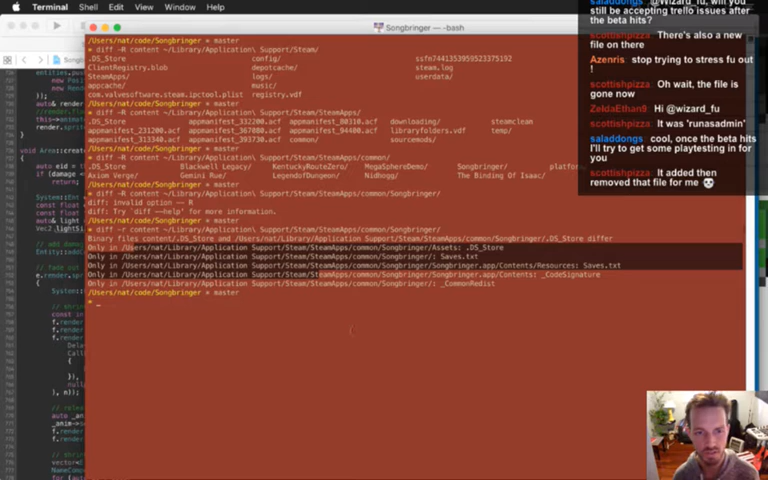 Terminal Shell Edit View Window Help
Songbringer — -bash
/Users/nat/code/Songbringer * master
* diff -R content ~/Library/Application\ Support/Steam/
.DS_Store config/ ssfn7441353959523375192
ClientRegistry.blob depotcache/ steam.log
SteamApps/ logs/ userdata/
appcache/ music/
com.valvesoftware.steam.ipctool.plist registry.vdf
/Users/nat/code/Songbringer * master
* diff -R content ~/Library/Application\ Support/Steam/SteamApps/
.DS_Store appmanifest_332200.acf appmanifest_80310.acf downloading/ steamclean
appmanifest_231200.acf appmanifest_367080.acf appmanifest_94400.acf libraryfolders.vdf temp/
appmanifest_313340.acf appmanifest_393730.acf common/ sourcemods/
/Users/nat/code/Songbringer * master
* diff -R content ~/Library/Application\ Support/Steam/SteamApps/common/
.DS_Store Blackwell Legacy/ KentuckyRouteZero/ MegaSphereDemo/ Songbringer/ platform
Axiom Verge/ Gemini Rue/ LegendofDungeon/ Nidhogg/ The Binding Of Isaac/
/Users/nat/code/Songbringer * master
* diff -R content ~/Library/Application\ Support/Steam/SteamApps/common/Songbringer/
diff: invalid option -- R
diff: Try `diff --help' for more information.
/Users/nat/code/Songbringer * master
* diff -r content ~/Library/Application\ Support/Steam/SteamApps/common/Songbringer/
Binary files content/.DS_Store and /Users/nat/Library/Application Support/Steam/SteamApps/common/Songbringer/.DS_Store differ
Only in /Users/nat/Library/Application Support/Steam/SteamApps/common/Songbringer/Assets: .DS_Store
Only in /Users/nat/Library/Application Support/Steam/SteamApps/common/Songbringer/: Saves.txt
Only in /Users/nat/Library/Application Support/Steam/SteamApps/common/Songbringer/Songbringer.app/Contents/Resources: Saves.txt
Only in /Users/nat/Library/Application Support/Steam/SteamApps/common/Songbringer/Songbringer.app/Contents: _CodeSignature
Only in /Users/nat/Library/Application Support/Steam/SteamApps/common/Songbringer/: _CommonRedist
/Users/nat/code/Songbringer * master
* _
saladdongs @Wizard_fu, will you
still be accepting trello issues after
the beta hits?
scottishpizza There's also a new
file on there
Azenris stop trying to stress fu out
!
scottishpizza Oh wait, the file is
gone now
ZeldaEthan9 Hi @wizard_fu
scottishpizza It was 'runasadmin'
saladdongs cool, once the beta hits
I'll try to get some playtesting in for
you
scottishpizza It added then
removed that file for me